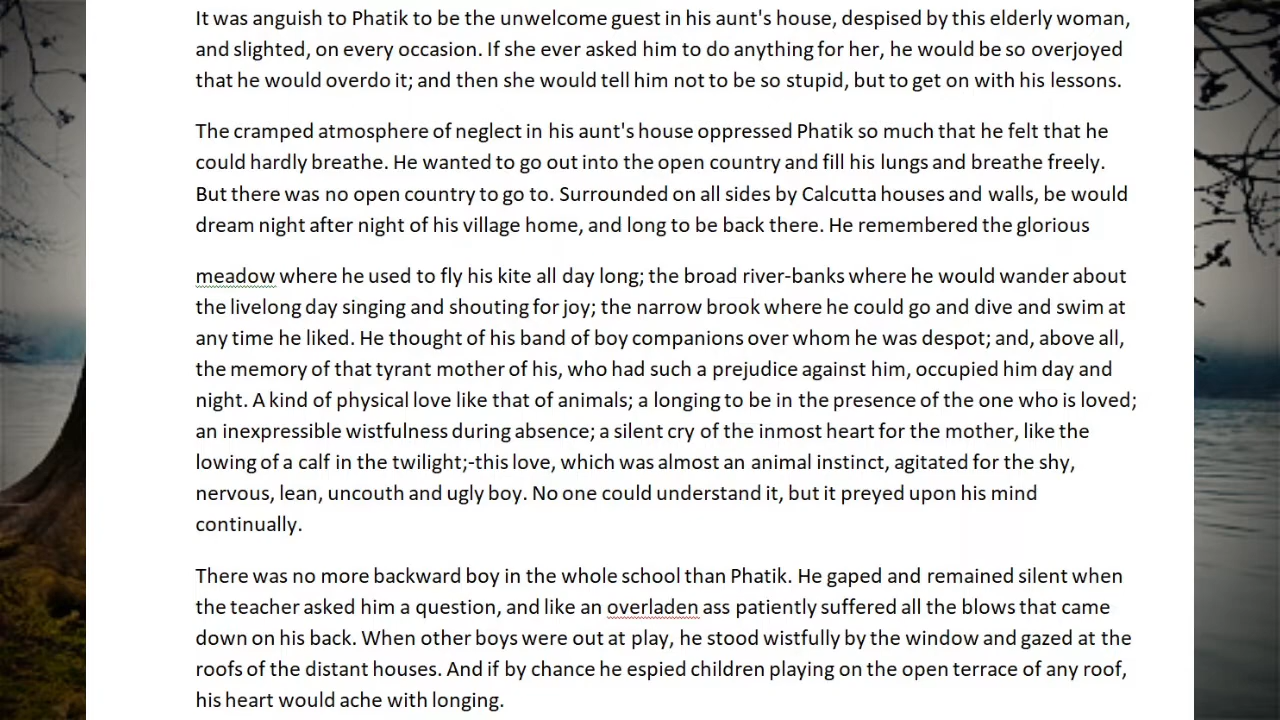 It was anguish to Phatik to be the unwelcome guest in his aunt's house, despised by this elderly woman,
and slighted, on every occasion. If she ever asked him to do anything for her, he would be so overjoyed
that he would overdo it; and then she would tell him not to be so stupid, but to get on with his lessons.
The cramped atmosphere of neglect in his aunt's house oppressed Phatik so much that he felt that he
could hardly breathe. He wanted to go out into the open country and fill his lungs and breathe freely.
But there was no open country to go to. Surrounded on all sides by Calcutta houses and walls, be would
dream night after night of his village home, and long to be back there. He remembered the glorious
meadow where he used to fly his kite all day long; the broad river-banks where he would wander about
the livelong day singing and shouting for joy; the narrow brook where he could go and dive and swim at
any time he liked. He thought of his band of boy companions over whom he was despot; and, above all,
the memory of that tyrant mother of his, who had such a prejudice against him, occupied him day and
night. A kind of physical love like that of animals; a longing to be in the presence of the one who is loved;
an inexpressible wistfulness during absence; a silent cry of the inmost heart for the mother, like the
lowing of a calf in the twilight;-this love, which was almost an animal instinct, agitated for the shy,
nervous, lean, uncouth and ugly boy. No one could understand it, but it preyed upon his mind
continually.
There was no more backward boy in the whole school than Phatik. He gaped and remained silent when
the teacher asked him a question, and like an overladen ass patiently suffered all the blows that came
down on his back. When other boys were out at play, he stood wistfully by the window and gazed at the
roofs of the distant houses. And if by chance he espied children playing on the open terrace of any roof,
his heart would ache with longing.